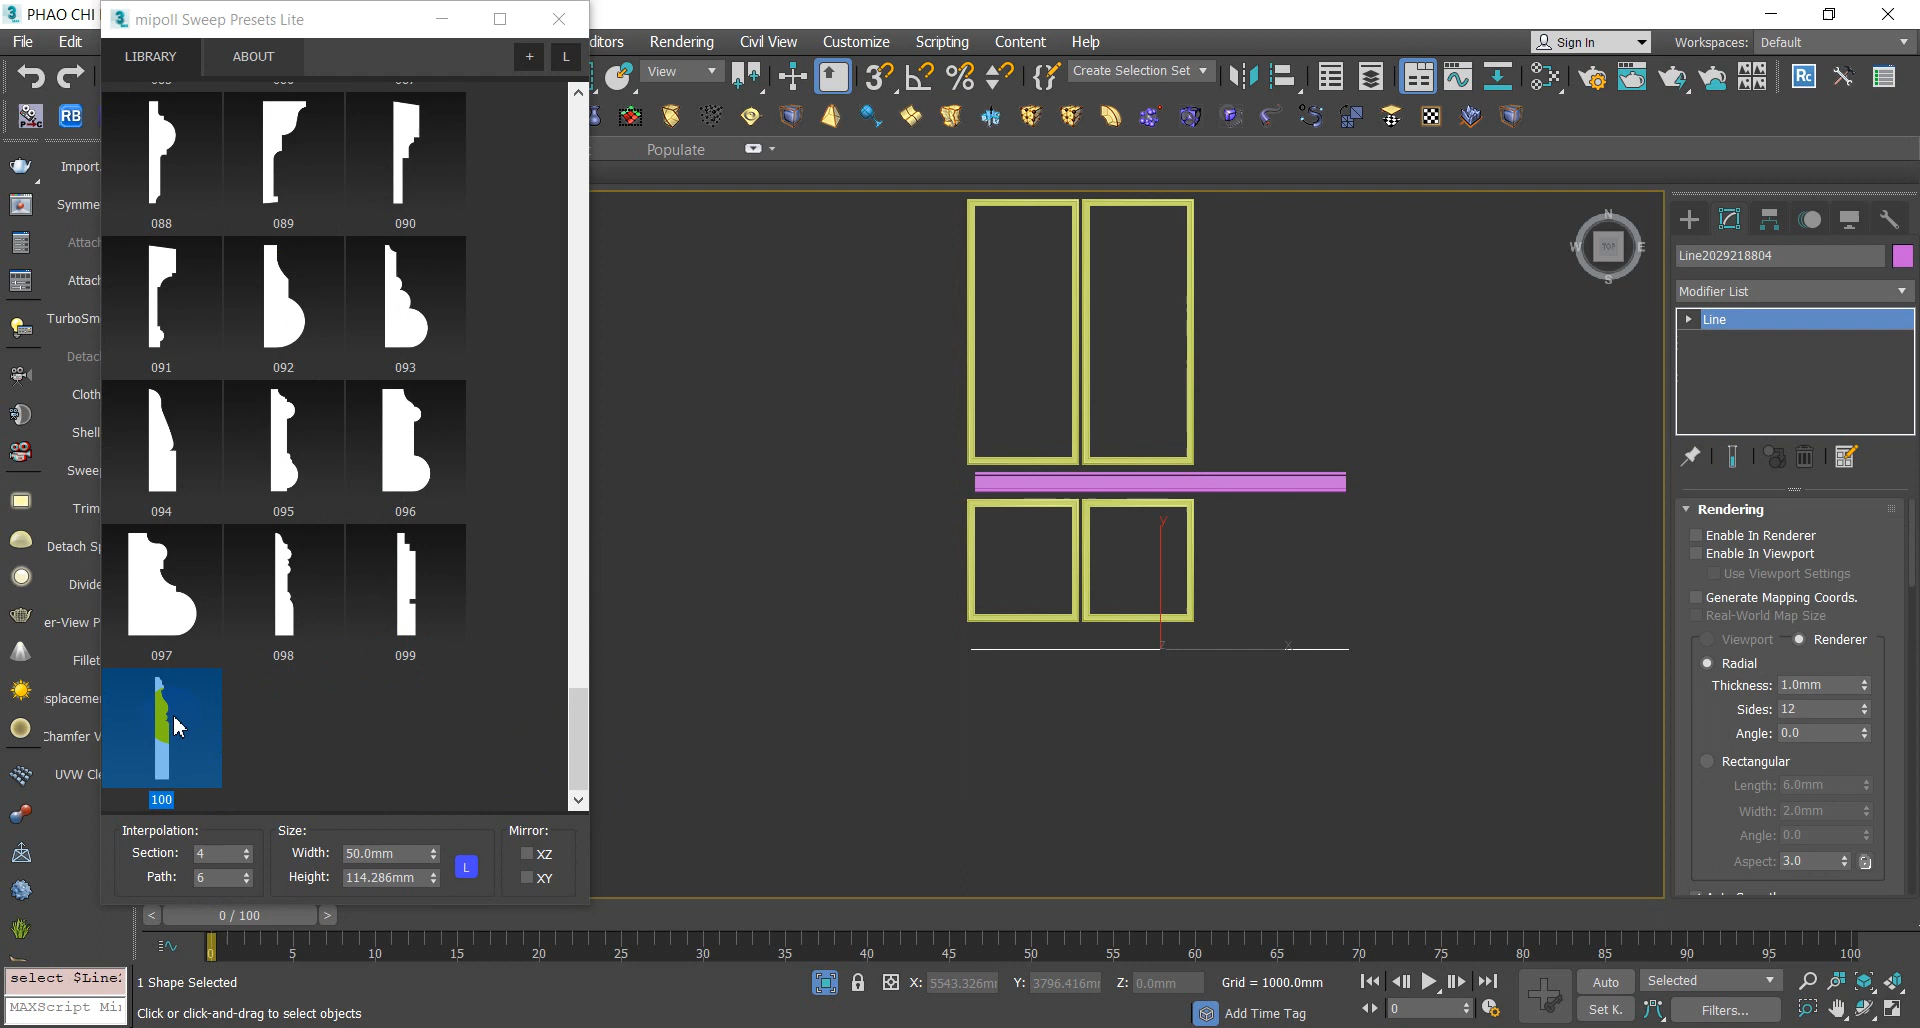 PHAO CHI
mipoll Sweep Presets Lite
File Edit
ditors Rendering Civil View Customize Scripting Content Help
Sign In
Workspaces: Default
LIBRARY ABOUT + L
View
Create Selection Set
RB
Rc
Populate
Import
Symme
Attac
Attac
TurboSm
Detac
Cloth
Shell
Sweep
Trim
Detach Sp
Divide
er-View P
Fillet
splaceme
Chamfer V
UVW Cl
088 089 090
091 092 093
094 095 096
097 098 099
100
Interpolation:
Section: 4
Path: 6
Size:
Width: 50.0mm
Height: 114.286mm
L
Mirror:
XZ
XY
N
W TOP E
S
y
z x
Line2029218804
Modifier List
Line
Rendering
Enable In Renderer
Enable In Viewport
Use Viewport Settings
Generate Mapping Coords.
Real-World Map Size
Viewport Renderer
Radial
Thickness: 1.0mm
Sides: 12
Angle: 0.0
Rectangular
Length: 6.0mm
Width: 2.0mm
Angle: 0.0
Aspect: 3.0
< 0 / 100 >
0 5 10 15 20 25 30 35 40 45 50 55 60 65 70 75 80 85 90 95 100
select $Line
1 Shape Selected
X: 5543.326m Y: 3796.416m Z: 0.0mm Grid = 1000.0mm
Auto Selected
MAXScript Mi
Click or click-and-drag to select objects
Add Time Tag
0
Set K. Filters...